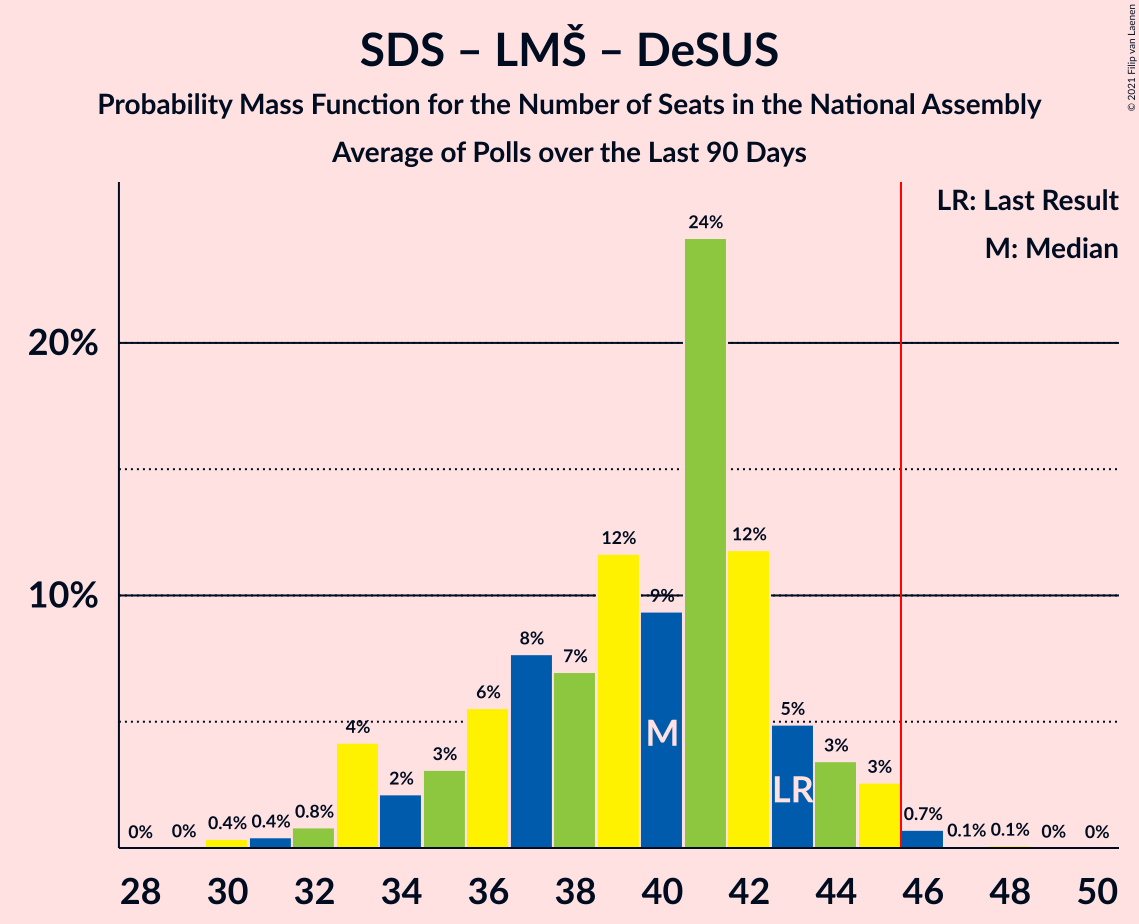 SDS – LMŠ – DeSUS
Probability Mass Function for the Number of Seats in the National Assembly
Average of Polls over the Last 90 Days
© 2021 Filip van Laenen
LR: Last Result
M: Median
20%
10%
0%
0%
0.4%
0.4%
0.8%
4%
2%
3%
6%
8%
7%
12%
9%
24%
12%
5%
3%
3%
0.7%
0.1%
0.1%
0%
0%
M
LR
28 30 32 34 36 38 40 42 44 46 48 50